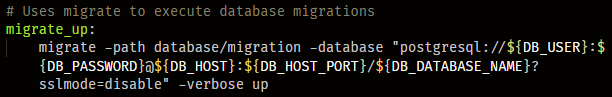 # Uses migrate to execute database migrations
migrate_up:
migrate -path database/migration -database "postgresql://${DB_USER}:$
{DB_PASSWORD}@${DB_HOST}:${DB_HOST_PORT}/${DB_DATABASE_NAME}?
sslmode=disable" -verbose up